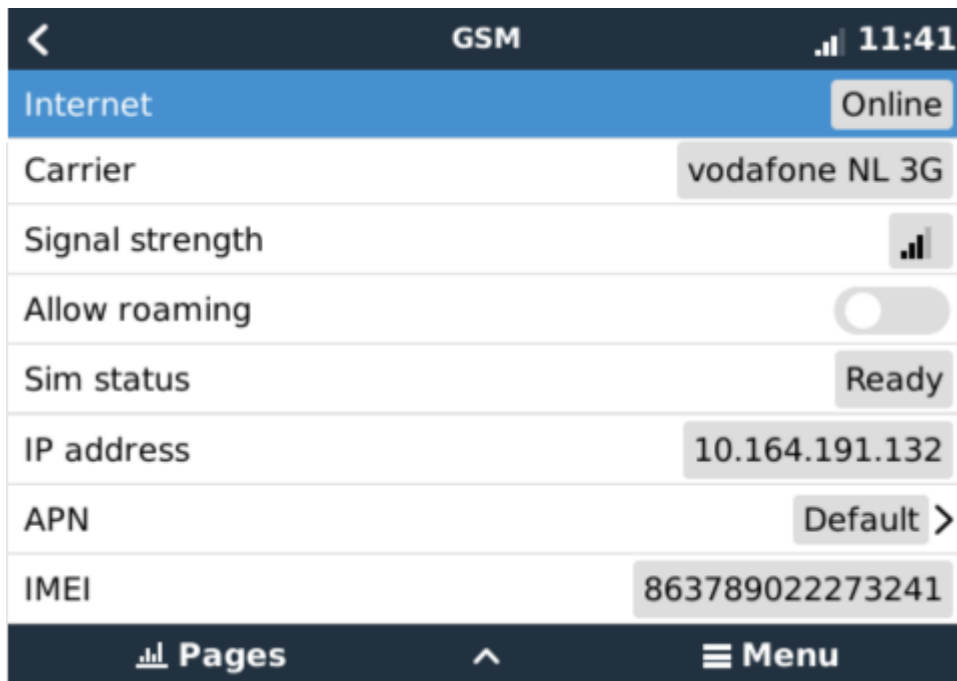 GSM 11:41
Internet Online
Carrier vodafone NL 3G
Signal strength
Allow roaming
Sim status Ready
IP address 10.164.191.132
APN Default
IMEI 863789022273241
Pages Menu